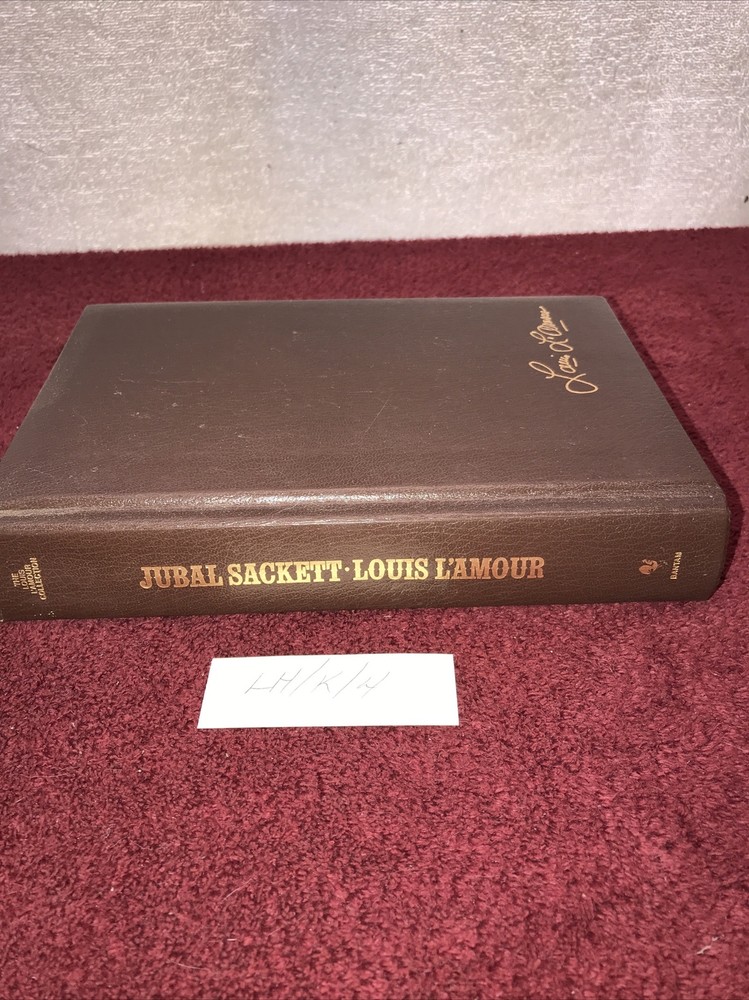 Louis L'Amour
THE
LOUIS
L'AMOUR
COLLECTION
JUBAL SACKETT · LOUIS L'AMOUR
BANTAM
LH/K/4